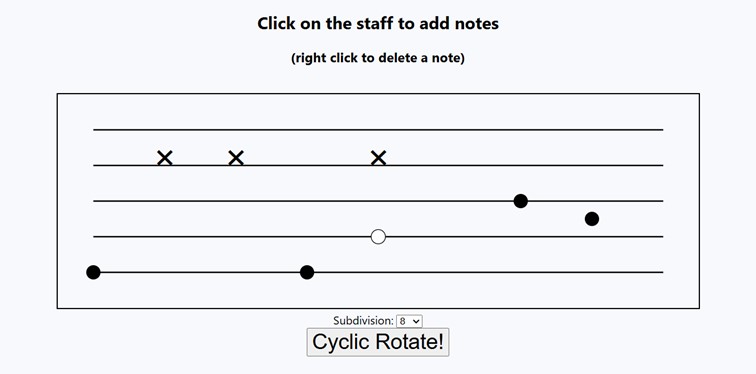 Click on the staff to add notes
(right click to delete a note)
Subdivision: 8
Cyclic Rotate!